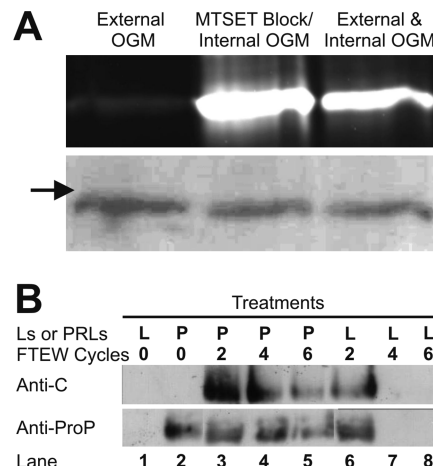 A
External OGM
MTSET Block/ Internal OGM
External & Internal OGM
B
Treatments
Ls or PRLs L P P P P L L L
FTEW Cycles 0 0 2 4 6 2 4 6
Anti-C
Anti-ProP
Lane 1 2 3 4 5 6 7 8